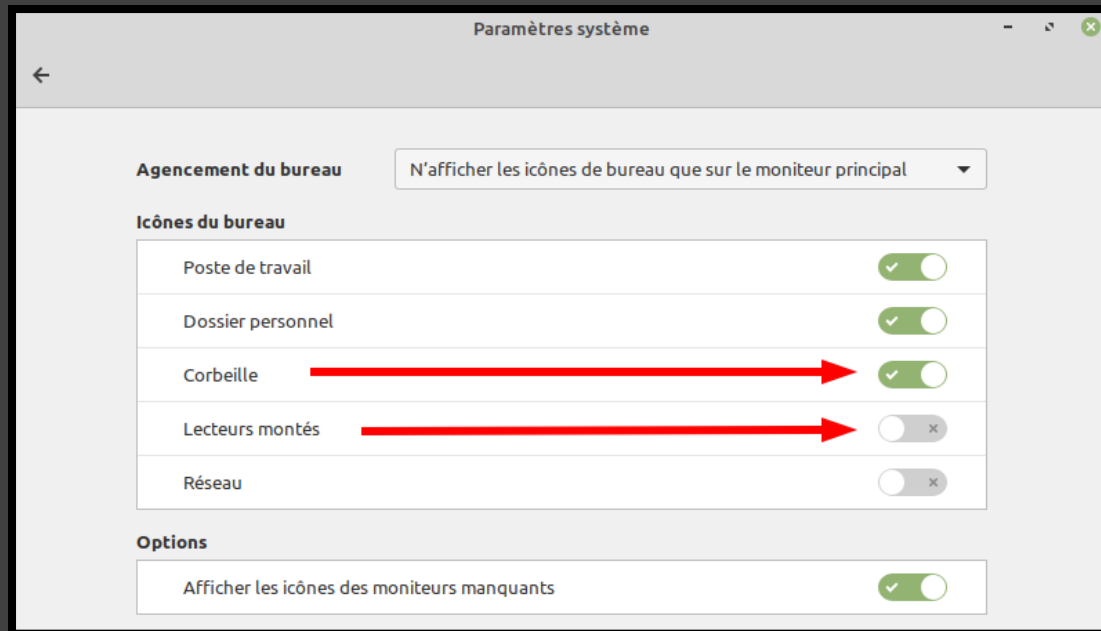 Paramètres système
Agencement du bureau
N'afficher les icônes de bureau que sur le moniteur principal
Icônes du bureau
Poste de travail
Dossier personnel
Corbeille
Lecteurs montés
Réseau
Options
Afficher les icônes des moniteurs manquants